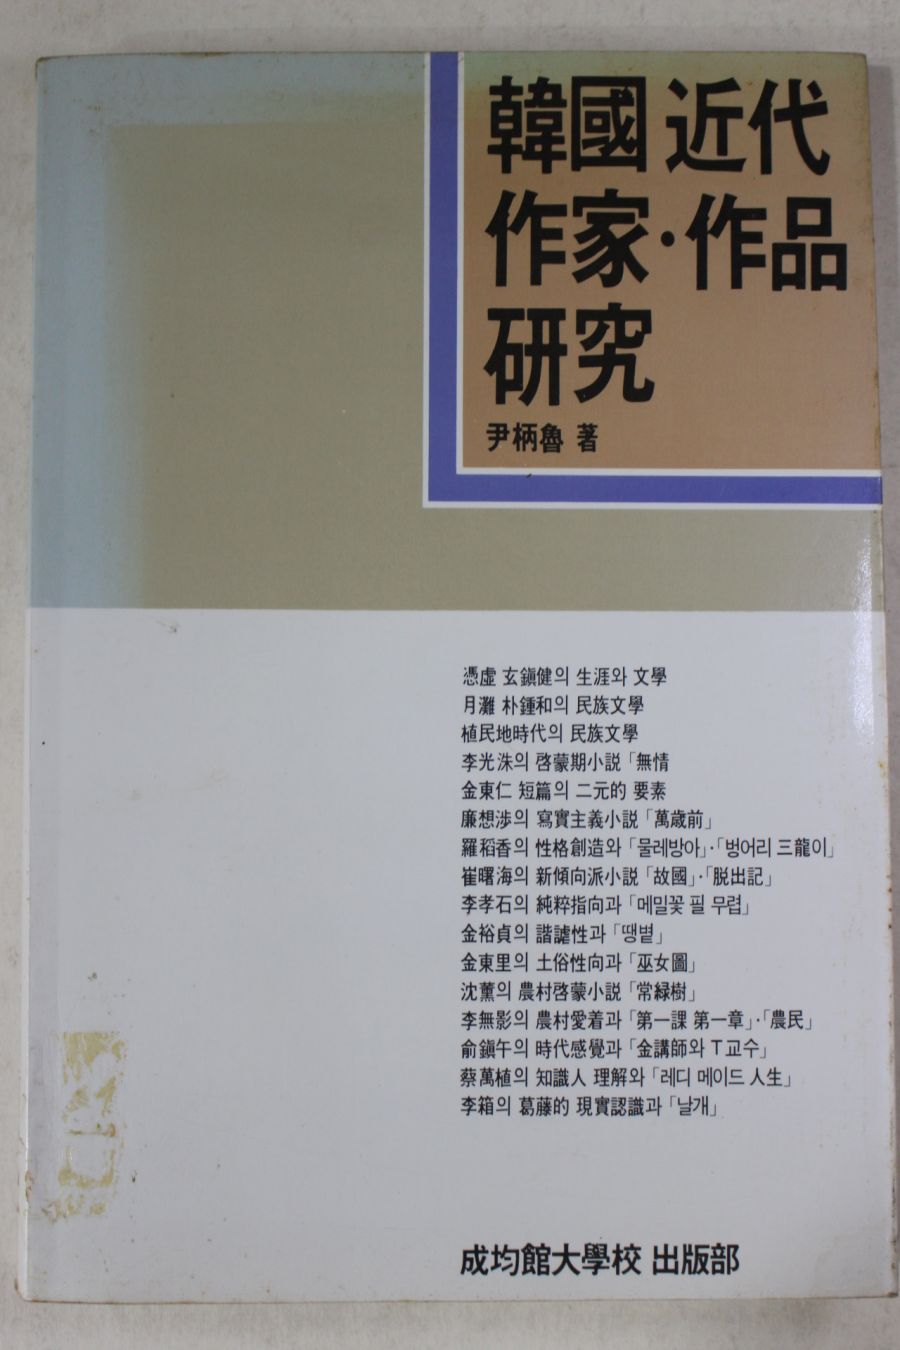 韓國 近代
作家·作品
研究
尹柄魯 著
憑虛 玄鎭健의 生涯와 文學
月灘 朴鍾和의 民族文學
植民地時代의 民族文學
李光洙의 啓蒙期小説「無情
金東仁 短篇의 二元的 要素
廉想涉의 寫實主義小説「萬歳前」
羅稻香의 性格創造와「물레방아」·「벙어리 三龍이」
崔曙海의 新傾向派小説「故國」·「脱出記」
李孝石의 純粹指向과「메밀꽃 필 무렵」
金裕貞의 諧謔性과「땡볕」
金東里의 土俗性向과「巫女圖」
沈薰의 農村啓蒙小説「常緑樹」
李無影의 農村愛着과「第一課 第一章」·「農民」
俞鎭午의 時代感覺과「金講師와 T교수」
蔡萬植의 知識人 理解와「레디 메이드 人生」
李箱의 葛藤的 現實認識과「날개」
成均館大學校 出版部